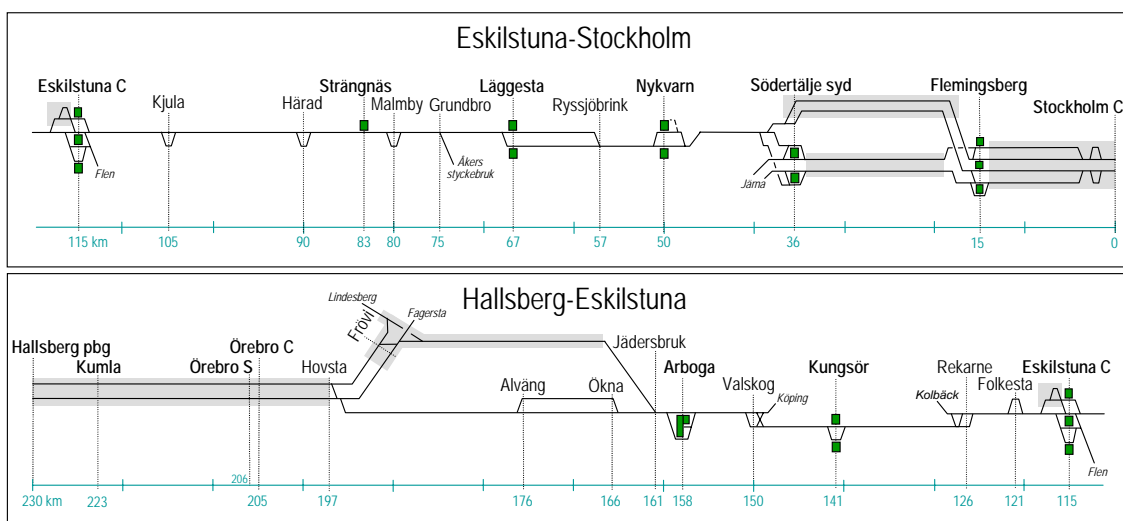 Eskilstuna-Stockholm
Eskilstuna C
Kjula
Härad
Strängnäs
Malmby
Grundbro
Läggesta
Ryssjöbrink
Nykvarn
Södertälje syd
Flemingsberg
Stockholm C
Flen
Åkers
styckebruk
Järna
115 km
105
90
83
80
75
67
57
50
36
15
0
Hallsberg-Eskilstuna
Lindesberg
Frövi
Fagersta
Hallsberg pbg
Kumla
Örebro S
Örebro C
Hovsta
Alväng
Ökna
Jädersbruk
Arboga
Valskog
Köping
Kungsör
Kolbäck
Rekarne
Folkesta
Eskilstuna C
Flen
230 km
223
206
205
197
176
166
161
158
150
141
126
121
115